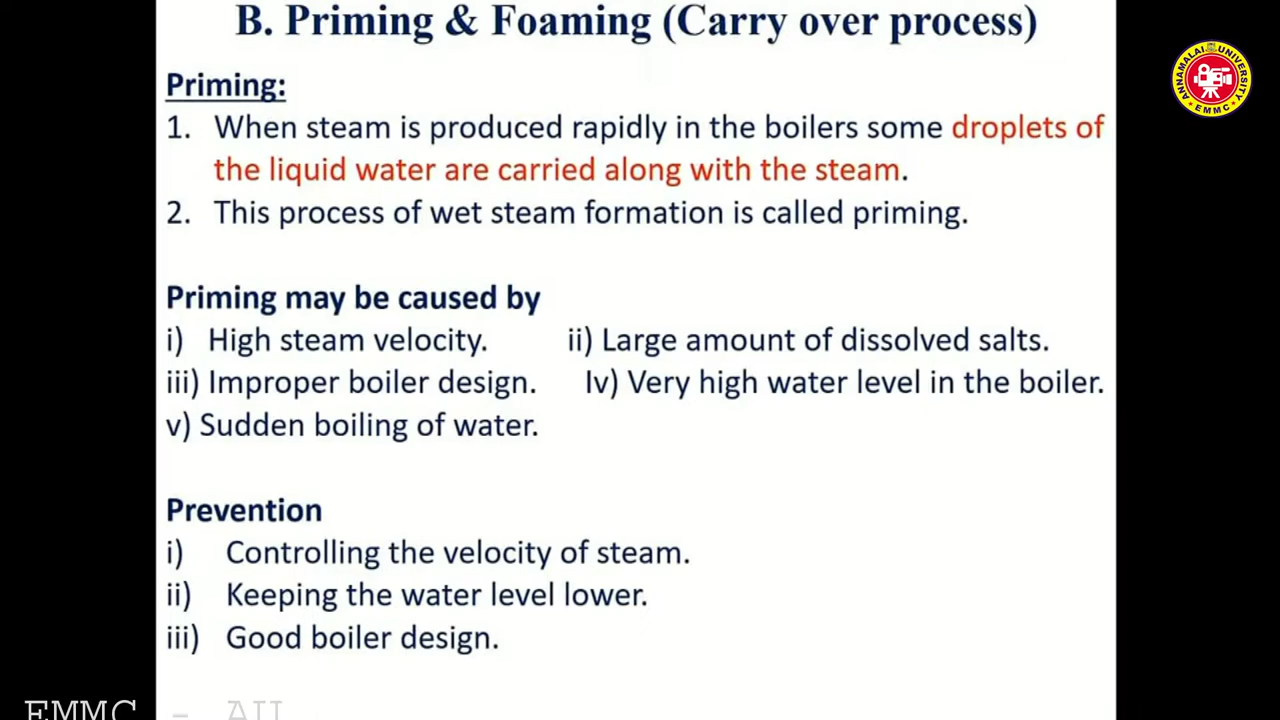 B. Priming & Foaming (Carry over process)
Priming:
1. When steam is produced rapidly in the boilers some droplets of
the liquid water are carried along with the steam.
2. This process of wet steam formation is called priming.
Priming may be caused by
i) High steam velocity. ii) Large amount of dissolved salts.
iii) Improper boiler design. Iv) Very high water level in the boiler.
v) Sudden boiling of water.
Prevention
i) Controlling the velocity of steam.
ii) Keeping the water level lower.
iii) Good boiler design.
ANNAMALAI UNIVERSITY
EMMC
EMMC - AU